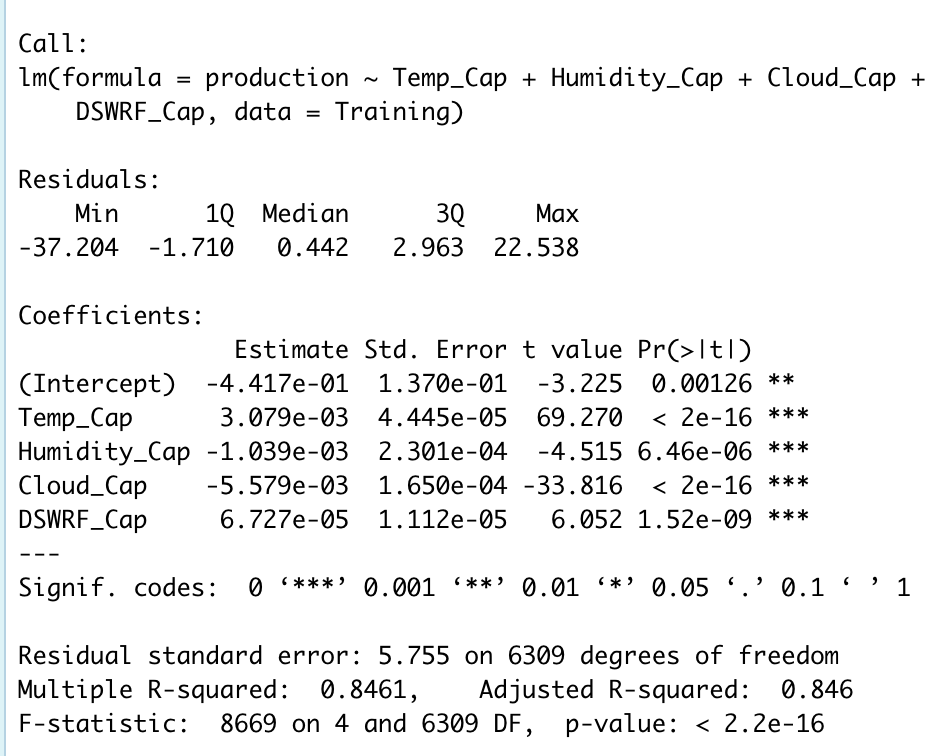 Call:
lm(formula = production ~ Temp_Cap + Humidity_Cap + Cloud_Cap +
    DSWRF_Cap, data = Training)

Residuals:
    Min      1Q  Median      3Q     Max
-37.204  -1.710   0.442   2.963  22.538

Coefficients:
               Estimate Std. Error t value Pr(>|t|)
(Intercept)  -4.417e-01  1.370e-01  -3.225  0.00126 **
Temp_Cap      3.079e-03  4.445e-05  69.270  < 2e-16 ***
Humidity_Cap -1.039e-03  2.301e-04  -4.515 6.46e-06 ***
Cloud_Cap    -5.579e-03  1.650e-04 -33.816  < 2e-16 ***
DSWRF_Cap     6.727e-05  1.112e-05   6.052 1.52e-09 ***
---
Signif. codes:  0 ‘***’ 0.001 ‘**’ 0.01 ‘*’ 0.05 ‘.’ 0.1 ‘ ’ 1

Residual standard error: 5.755 on 6309 degrees of freedom
Multiple R-squared:  0.8461,    Adjusted R-squared:  0.846
F-statistic:  8669 on 4 and 6309 DF,  p-value: < 2.2e-16